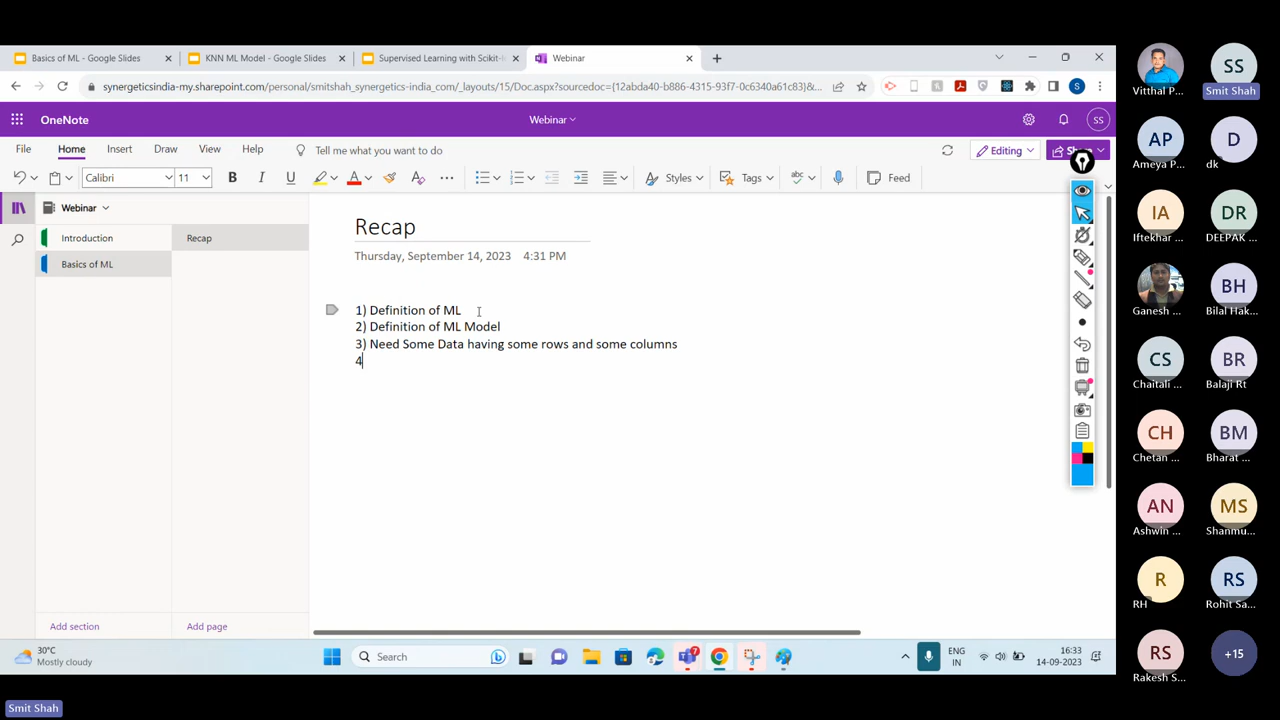 Basics of ML - Google Slides
KNN ML Model - Google Slides
Supervised Learning with Scikit-
Webinar
synergeticsindia-my.sharepoint.com/personal/smitshah_synergetics-india_com/_layouts/15/Doc.aspx?sourcedoc={12abda40-b886-4315-93f7-0c6340a61c83}&...
OneNote
Webinar
SS
File
Home
Insert
Draw
View
Help
Tell me what you want to do
Editing
Calibri
11
B
I
U
A
Styles
Tags
abc
Feed
Webinar
Introduction
Basics of ML
Recap
Recap
Thursday, September 14, 2023 4:31 PM
1) Definition of ML
2) Definition of ML Model
3) Need Some Data having some rows and some columns
4
Add section
Add page
30°C
Mostly cloudy
Search
7
ENG
IN
16:33
14-09-2023
Vitthal P...
SS
Smit Shah
AP
Ameya P...
D
dk
IA
Iftekhar ...
DR
DEEPAK ...
Ganesh ...
BH
Bilal Hak...
CS
Chaitali ...
BR
Balaji Rt
CH
Chetan ...
BM
Bharat ...
AN
Ashwin ...
MS
Shanmu...
R
RH
RS
Rohit Sa...
RS
Rakesh S...
+15
Smit Shah